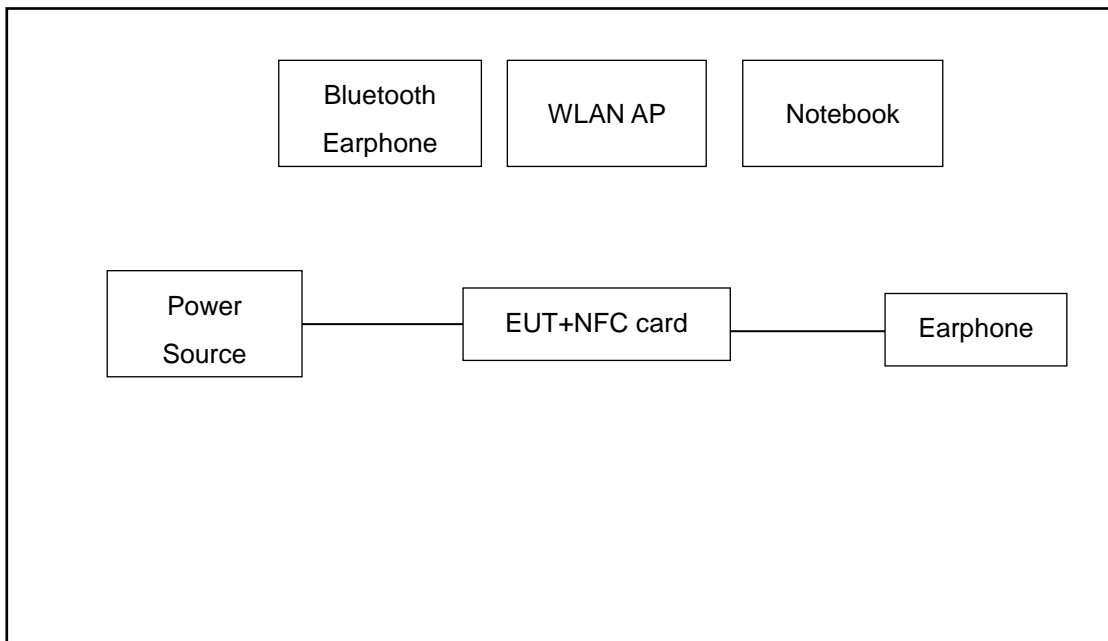 Bluetooth
Earphone
WLAN AP
Notebook
Power
Source
EUT+NFC card
Earphone